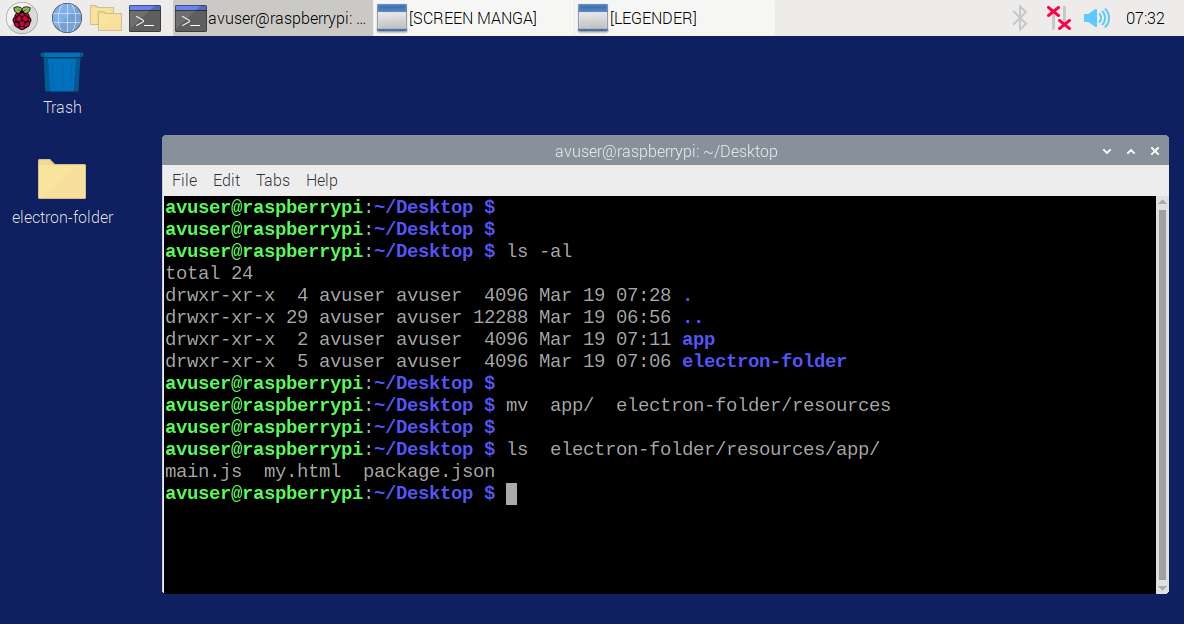 avuser@raspberrypi: ...
[SCREEN MANGA]
[LEGENDER]
07:32
Trash
electron-folder
avuser@raspberrypi: ~/Desktop
File Edit Tabs Help
avuser@raspberrypi:~/Desktop $
avuser@raspberrypi:~/Desktop $
avuser@raspberrypi:~/Desktop $ ls -al
total 24
drwxr-xr-x  4 avuser avuser  4096 Mar 19 07:28 .
drwxr-xr-x 29 avuser avuser 12288 Mar 19 06:56 ..
drwxr-xr-x  2 avuser avuser  4096 Mar 19 07:11 app
drwxr-xr-x  5 avuser avuser  4096 Mar 19 07:06 electron-folder
avuser@raspberrypi:~/Desktop $
avuser@raspberrypi:~/Desktop $ mv  app/  electron-folder/resources
avuser@raspberrypi:~/Desktop $
avuser@raspberrypi:~/Desktop $ ls  electron-folder/resources/app/
main.js  my.html  package.json
avuser@raspberrypi:~/Desktop $